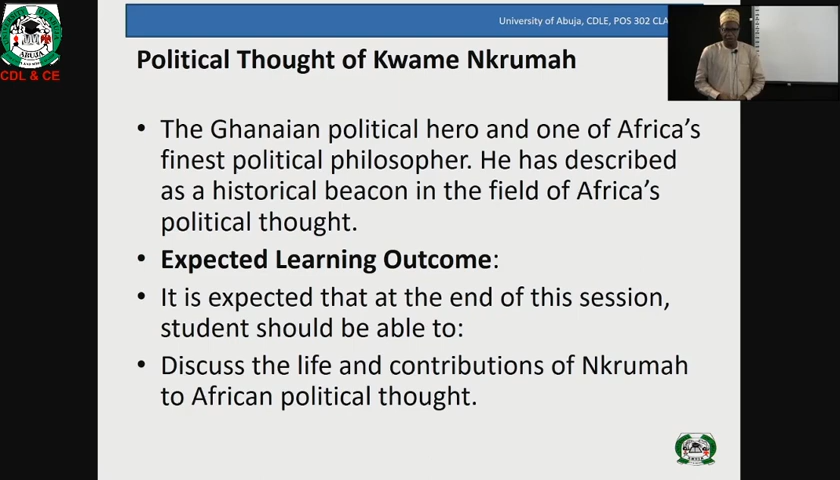 University of Abuja, CDLE, POS 302 CLA
ABUJA
CDL & CE
Political Thought of Kwame Nkrumah
• The Ghanaian political hero and one of Africa's
finest political philosopher. He has described
as a historical beacon in the field of Africa's
political thought.
• Expected Learning Outcome:
• It is expected that at the end of this session,
student should be able to:
• Discuss the life and contributions of Nkrumah
to African political thought.